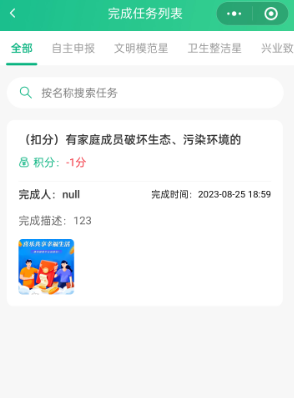 完成任务列表
全部 自主申报 文明模范星 卫生整洁星 兴业致
按名称搜索任务
（扣分）有家庭成员破坏生态、污染环境的
积分： -1分
完成人：null 完成时间：2023-08-25 18:59
完成描述：123